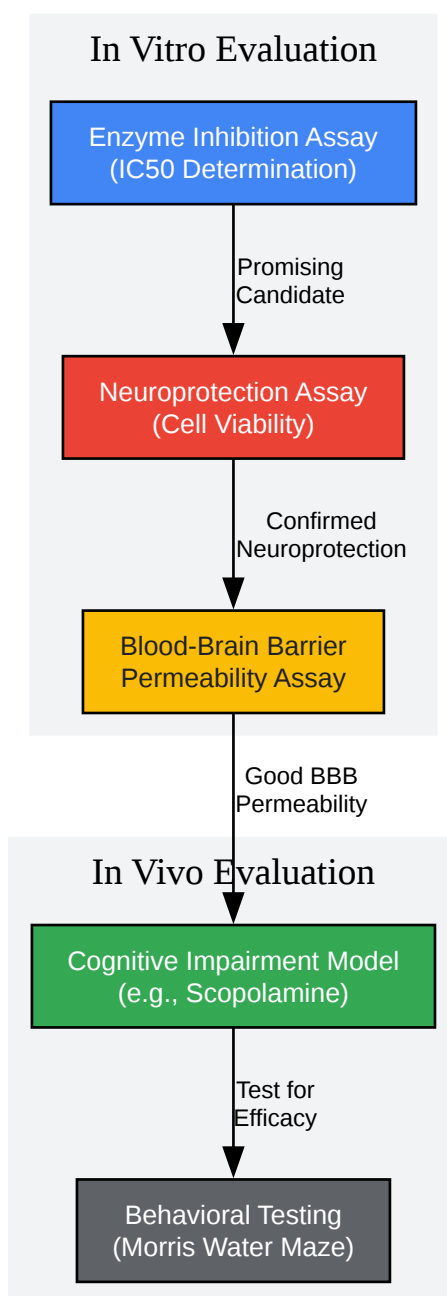 In Vitro Evaluation
Enzyme Inhibition Assay
(IC50 Determination)
Promising
Candidate
Neuroprotection Assay
(Cell Viability)
Confirmed
Neuroprotection
Blood-Brain Barrier
Permeability Assay
Good BBB
Permeability
In Vivo Evaluation
Cognitive Impairment Model
(e.g., Scopolamine)
Test for
Efficacy
Behavioral Testing
(Morris Water Maze)